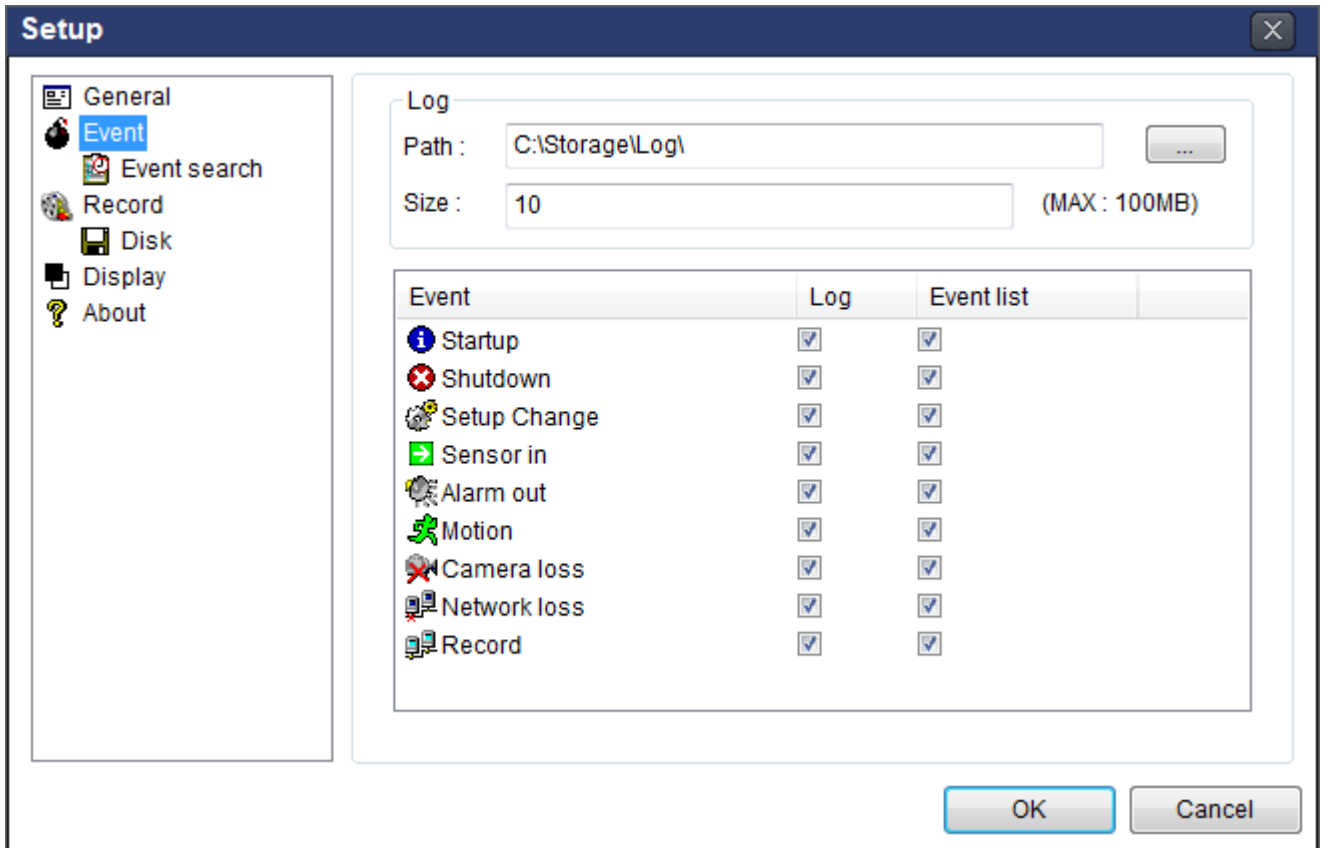 Setup
General
Event
Event search
Record
Disk
Display
About
Log
Path : C:\Storage\Log\ ...
Size : 10 (MAX : 100MB)
Event Log Event list
Startup
Shutdown
Setup Change
Sensor in
Alarm out
Motion
Camera loss
Network loss
Record
OK Cancel